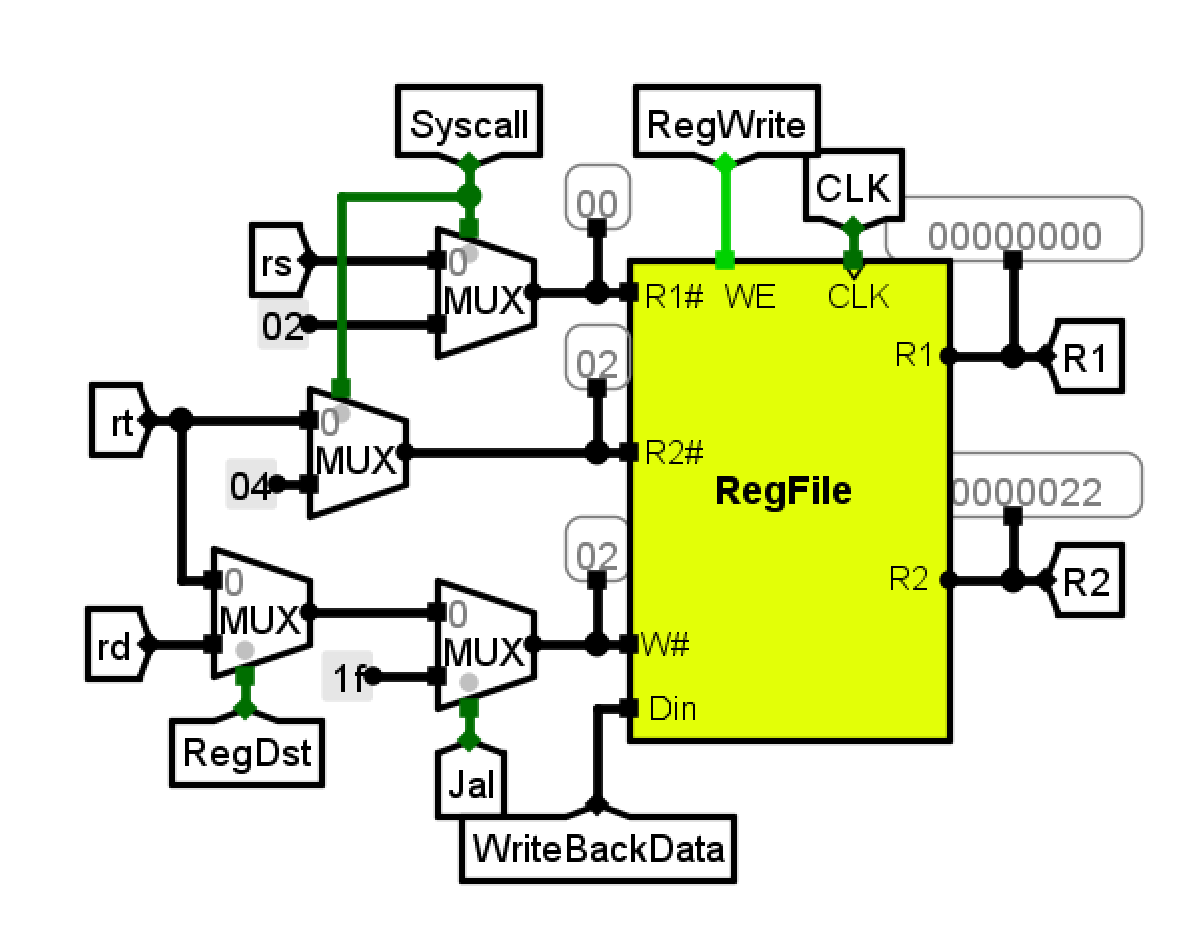 Syscall
RegWrite
CLK
00
00000000
rs
0
MUX
R1#
WE
CLK
02
02
R1
R1
rt
0
MUX
R2#
04
RegFile
0000022
02
0
R2
R2
MUX
0
rd
MUX
W#
1f
Din
RegDst
Jal
WriteBackData